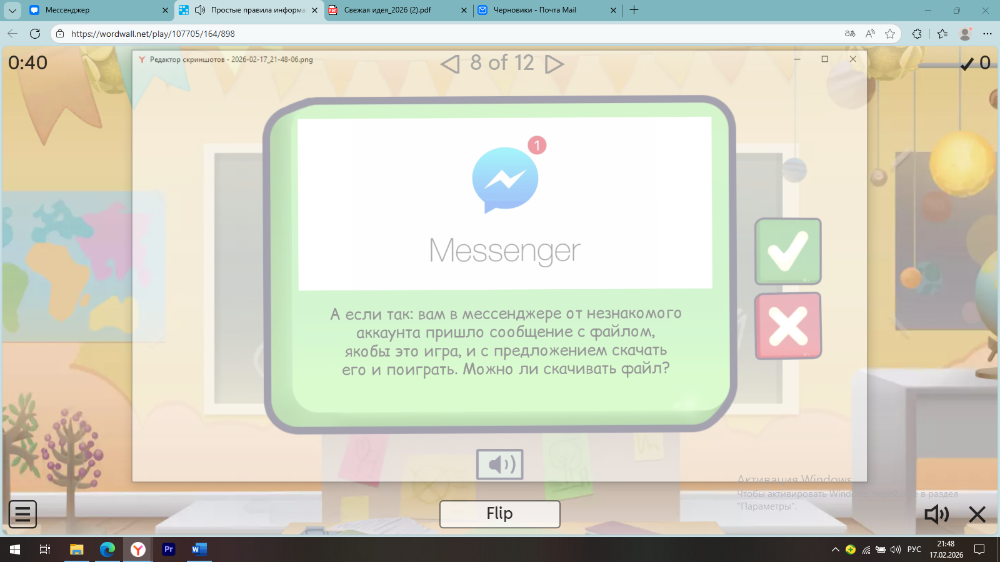 Мессенджер
Простые правила информа
Свежая идея_2026 (2).pdf
Черновики - Почта Mail
https://wordwall.net/play/107705/164/898
0:40
Редактор скриншотов - 2026-02-17_21-48-06.png
8 of 12
0
1
Messenger
А если так: вам в мессенджере от незнакомого
аккаунта пришло сообщение с файлом,
якобы это игра, и с предложением скачать
его и поиграть. Можно ли скачивать файл?
Активация Windows
Чтобы активировать Windows, перейдите в раздел
"Параметры".
Flip
Pr
РУС
21:48
17.02.2026